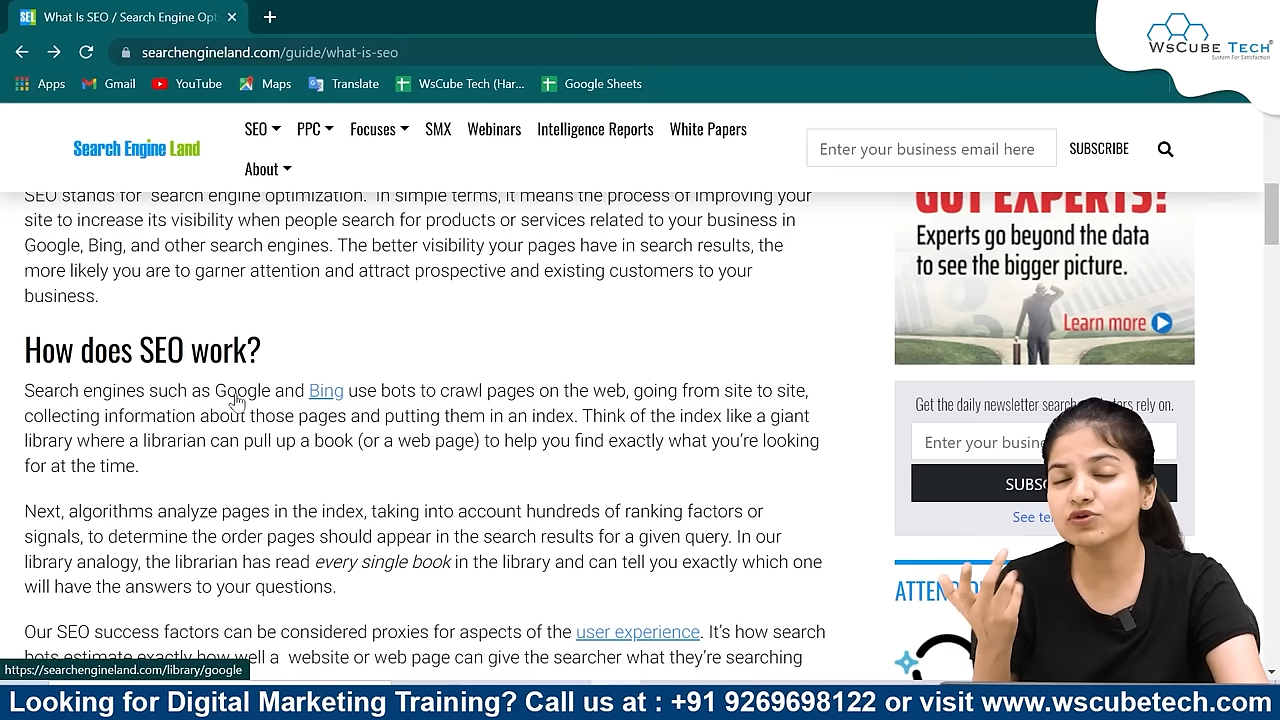 What Is SEO / Search Engine Opt
searchengineland.com/guide/what-is-seo
WsCube Tech®
System For Satisfaction
Apps Gmail YouTube Maps Translate WsCube Tech (Har... Google Sheets
Search Engine Land
SEO PPC Focuses SMX Webinars Intelligence Reports White Papers
About
Enter your business email here
SUBSCRIBE
SEO stands for "search engine optimization." In simple terms, it means the process of improving your
site to increase its visibility when people search for products or services related to your business in
Google, Bing, and other search engines. The better visibility your pages have in search results, the
more likely you are to garner attention and attract prospective and existing customers to your
business.
How does SEO work?
Search engines such as Google and Bing use bots to crawl pages on the web, going from site to site,
collecting information about those pages and putting them in an index. Think of the index like a giant
library where a librarian can pull up a book (or a web page) to help you find exactly what you’re looking
for at the time.
Next, algorithms analyze pages in the index, taking into account hundreds of ranking factors or
signals, to determine the order pages should appear in the search results for a given query. In our
library analogy, the librarian has read every single book in the library and can tell you exactly which one
will have the answers to your questions.
Our SEO success factors can be considered proxies for aspects of the user experience. It’s how search
bots estimate exactly how well a website or web page can give the searcher what they’re searching
GOT EXPERTS?
Experts go beyond the data
to see the bigger picture.
Learn more
Get the daily newsletter search rely on.
Enter your
See
https://searchengineland.com/library/google
Looking for Digital Marketing Training? Call us at : +91 9269698122 or visit www.wscubetech.com